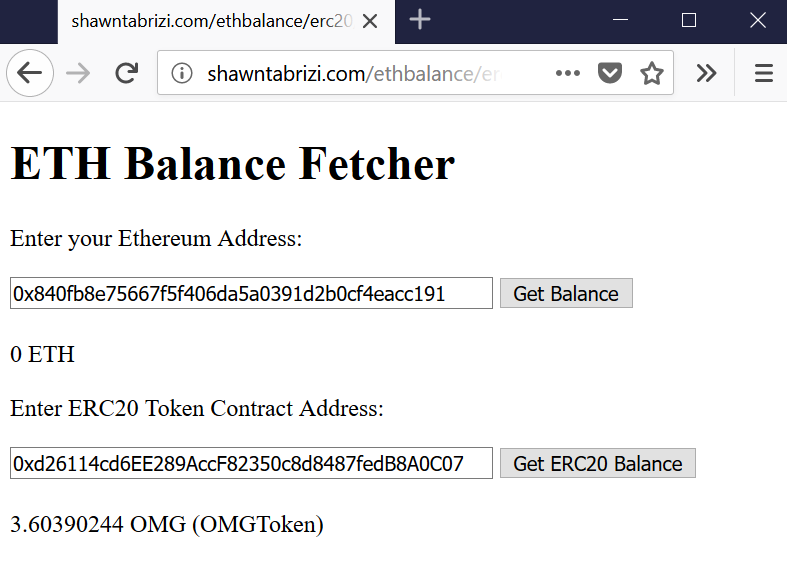 shawntabrizi.com/ethbalance/erc20
shawntabrizi.com/ethbalance/er
ETH Balance Fetcher
Enter your Ethereum Address:
0x840fb8e75667f5f406da5a0391d2b0cf4eacc191 Get Balance
0 ETH
Enter ERC20 Token Contract Address:
0xd26114cd6EE289AccF82350c8d8487fedB8A0C07 Get ERC20 Balance
3.60390244 OMG (OMGToken)